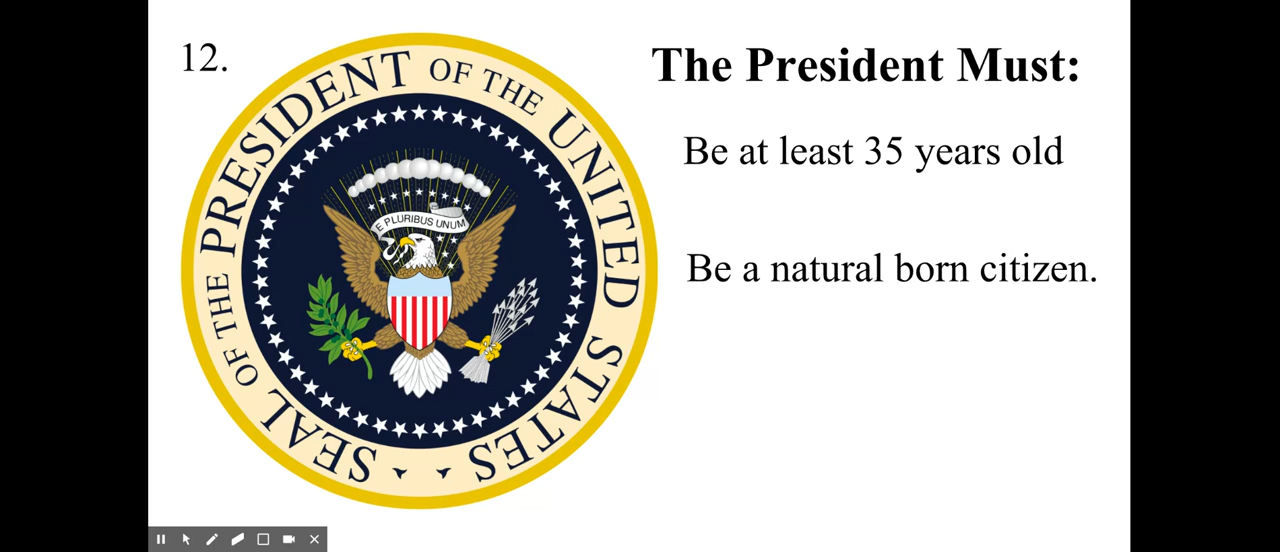 12.
SEAL OF THE PRESIDENT OF THE UNITED STATES
E PLURIBUS UNUM
The President Must:
Be at least 35 years old
Be a natural born citizen.